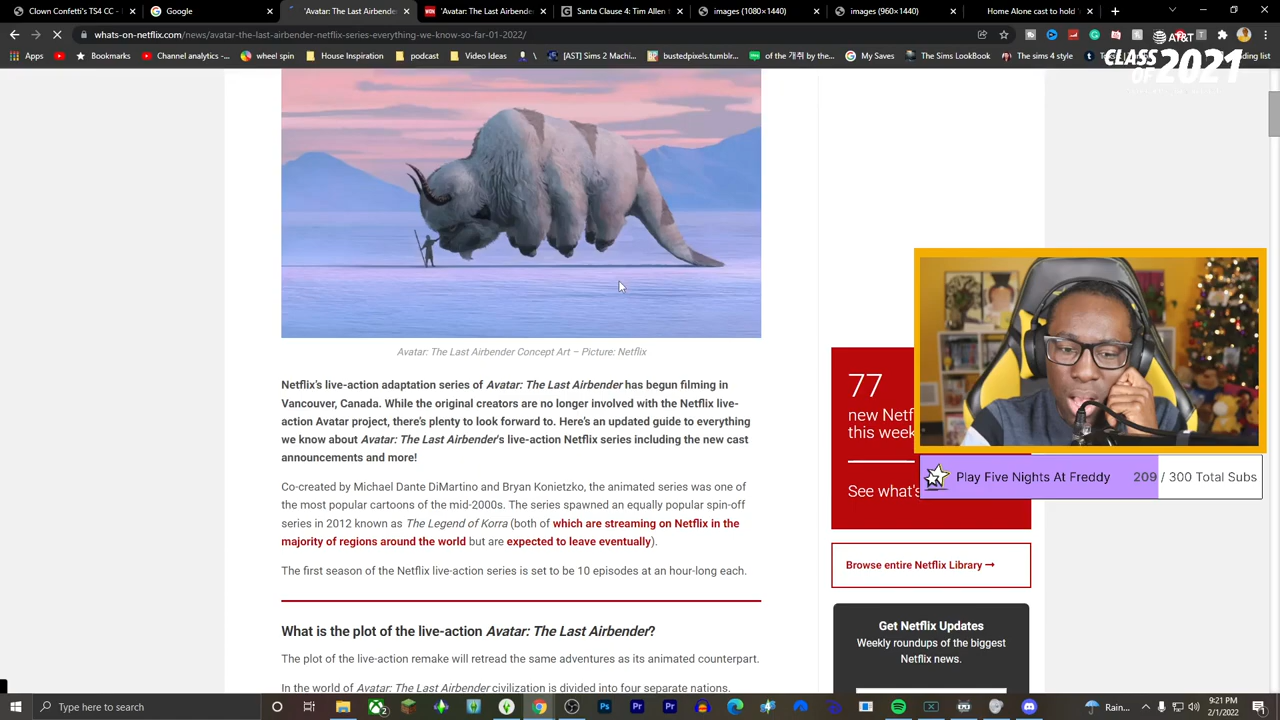 Clown Confetti's TS4 CC -
Google
'Avatar: The Last Airbender' Netfli
'Avatar: The Last Airbender'
Santa Clause 4: Tim Allen t
images (1080×1440)
images (960×1440)
Home Alone cast to hold r
whats-on-netflix.com/news/avatar-the-last-airbender-netflix-series-everything-we-know-so-far-01-2022/
Apps
Bookmarks
Channel analytics -...
wheel spin
House Inspiration
podcast
Video Ideas
[AST] Sims 2 Machi...
bustedpixels.tumblr...
of the 개꿔 by the...
My Saves
The Sims LookBook
AT&T
CLASS
OF 2021
Avatar: The Last Airbender Concept Art – Picture: Netflix
Netflix's live-action adaptation series of Avatar: The Last Airbender has begun filming in
Vancouver, Canada. While the original creators are no longer involved with the Netflix live-
action Avatar project, there's plenty to look forward to. Here's an updated guide to everything
we know about Avatar: The Last Airbender's live-action Netflix series including the new cast
announcements and more!
Co-created by Michael Dante DiMartino and Bryan Konietzko, the animated series was one of
the most popular cartoons of the mid-2000s. The series spawned an equally popular spin-off
series in 2012 known as The Legend of Korra (both of which are streaming on Netflix in the
majority of regions around the world but are expected to leave eventually).
The first season of the Netflix live-action series is set to be 10 episodes at an hour-long each.
What is the plot of the live-action Avatar: The Last Airbender?
The plot of the live-action remake will retread the same adventures as its animated counterpart.
In the world of Avatar: The Last Airbender civilization is divided into four separate nations.
77
new Netf
this week
See what's
Play Five Nights At Freddy 209 / 300 Total Subs
Browse entire Netflix Library →
Get Netflix Updates
Weekly roundups of the biggest
Netflix news.
Type here to search
Rain...
9:21 PM
2/1/2022